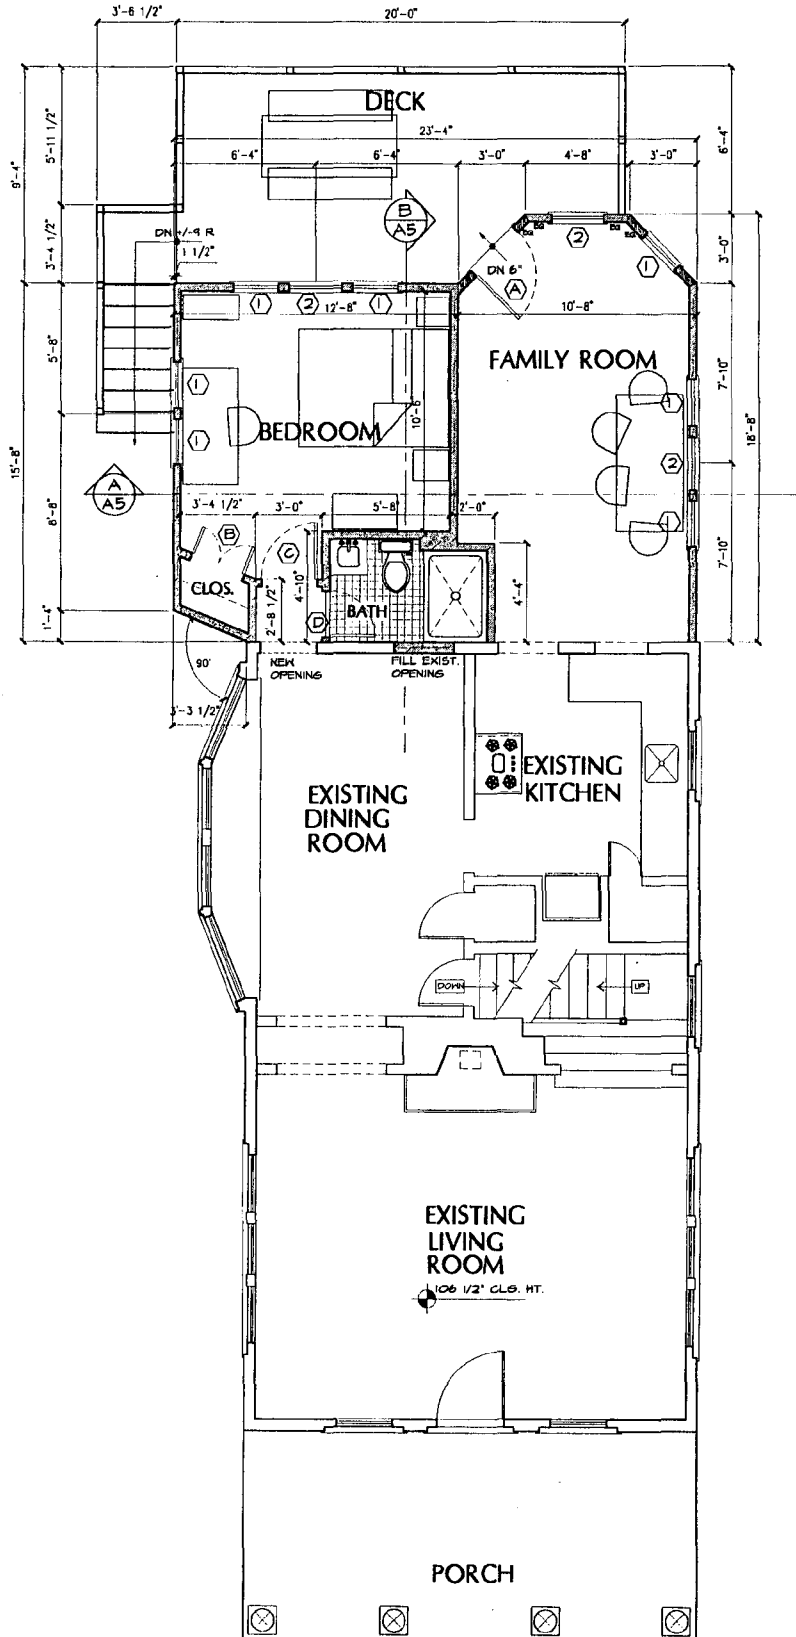 3'-6 1/2"
20'-0"
DECK
23'-4"
6'-4"
6'-4"
3'-0"
4'-8"
3'-0"
6'-4"
5'-11 1/2"
9'-4"
3'-4 1/2"
DN +/-9 R
1 1/2"
B
A5
2
DN 6"
A
1
3'-0"
1
2
1
12'-8"
10'-8"
FAMILY ROOM
5'-8"
1
10'-6"
BEDROOM
1
1
2
7'-10"
18'-8"
15'-8"
A
A5
8'-8"
3'-4 1/2"
3'-0"
5'-8"
2'-0"
B
C
7'-10"
CLOS.
4'-10"
BATH
4'-4"
2'-8 1/2"
D
1'-4"
90°
NEW
OPENING
FILL EXIST.
OPENING
3'-3 1/2"
EXISTING
DINING
ROOM
EXISTING
KITCHEN
DOWN
UP
EXISTING
LIVING
ROOM
106 1/2" CLG. HT.
PORCH